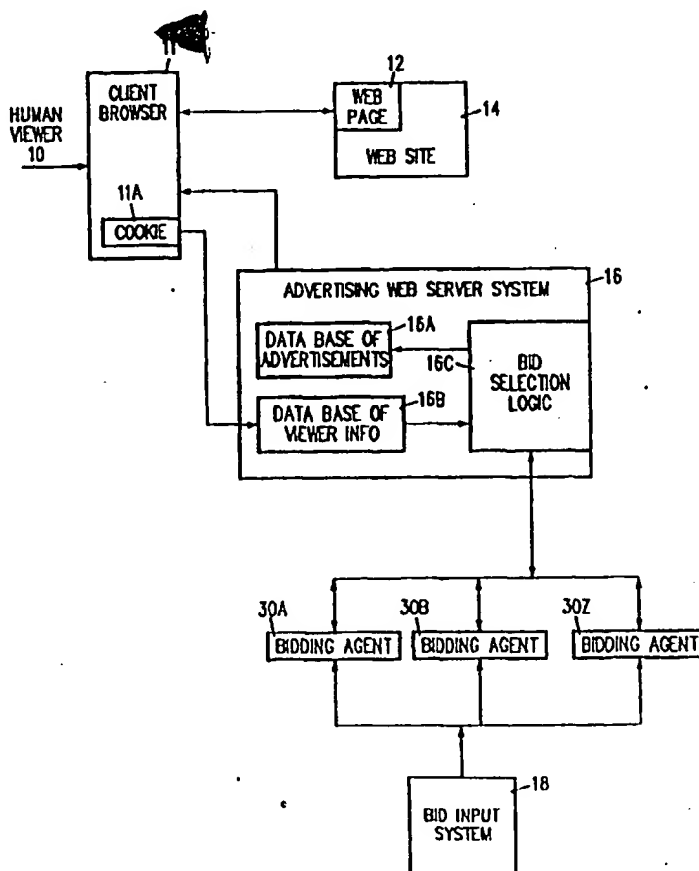 CLIENT
BROWSER
HUMAN
VIEWER
10
11A
COOKIE
12
WEB
PAGE
14
WEB SITE
16
ADVERTISING WEB SERVER SYSTEM
16A
DATA BASE OF
ADVERTISEMENTS
16C
BID
SELECTION
LOGIC
16B
DATA BASE OF
VIEWER INFO
30A
BIDDING AGENT
30B
BIDDING AGENT
30Z
BIDDING AGENT
18
BID INPUT
SYSTEM